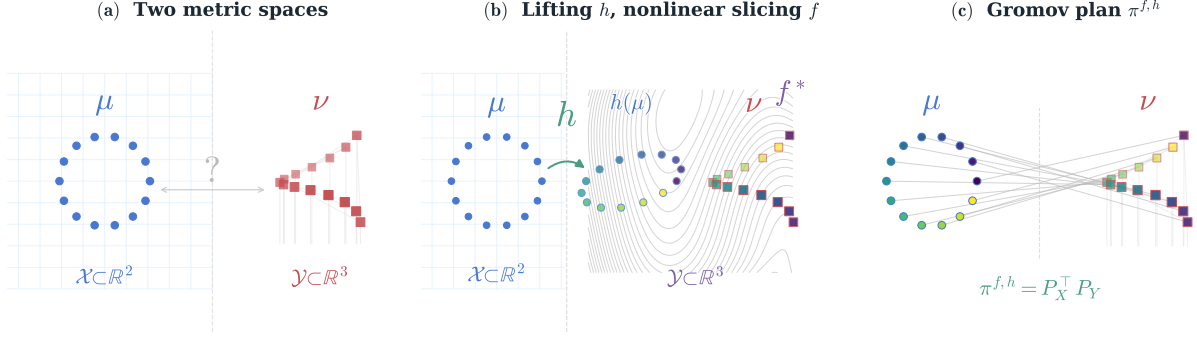 (a) Two metric spaces
μ
ν
?
𝒳⊂ℝ²
𝒴⊂ℝ³
(b) Lifting h, nonlinear slicing f
μ
h
h(μ)
ν
f*
𝒳⊂ℝ²
𝒴⊂ℝ³
(c) Gromov plan π^{f,h}
μ
ν
π^{f,h} = P_X^⊤ P_Y